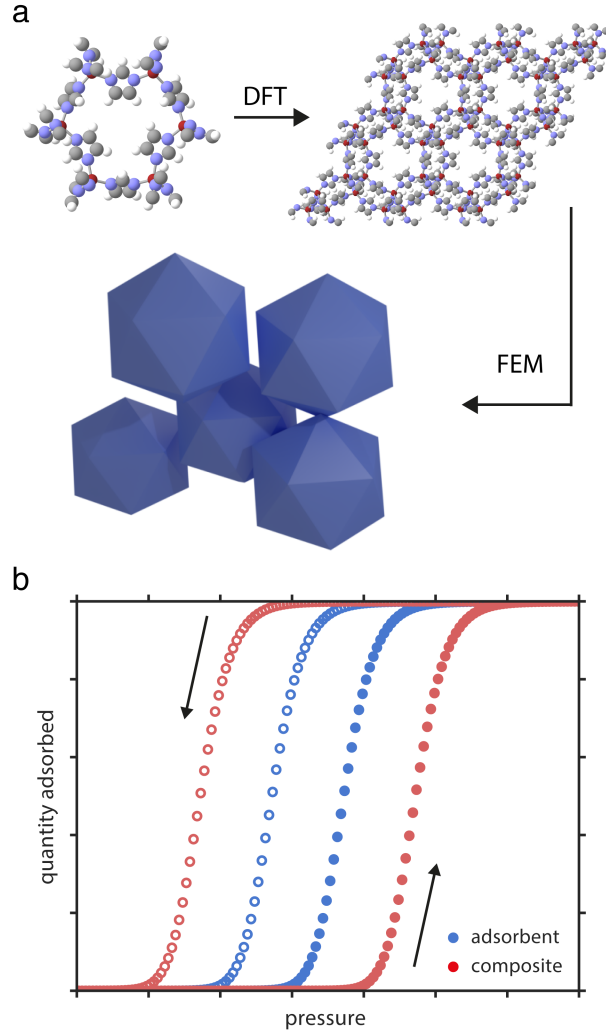 a
DFT
FEM
b
quantity adsorbed
adsorbent
composite
pressure